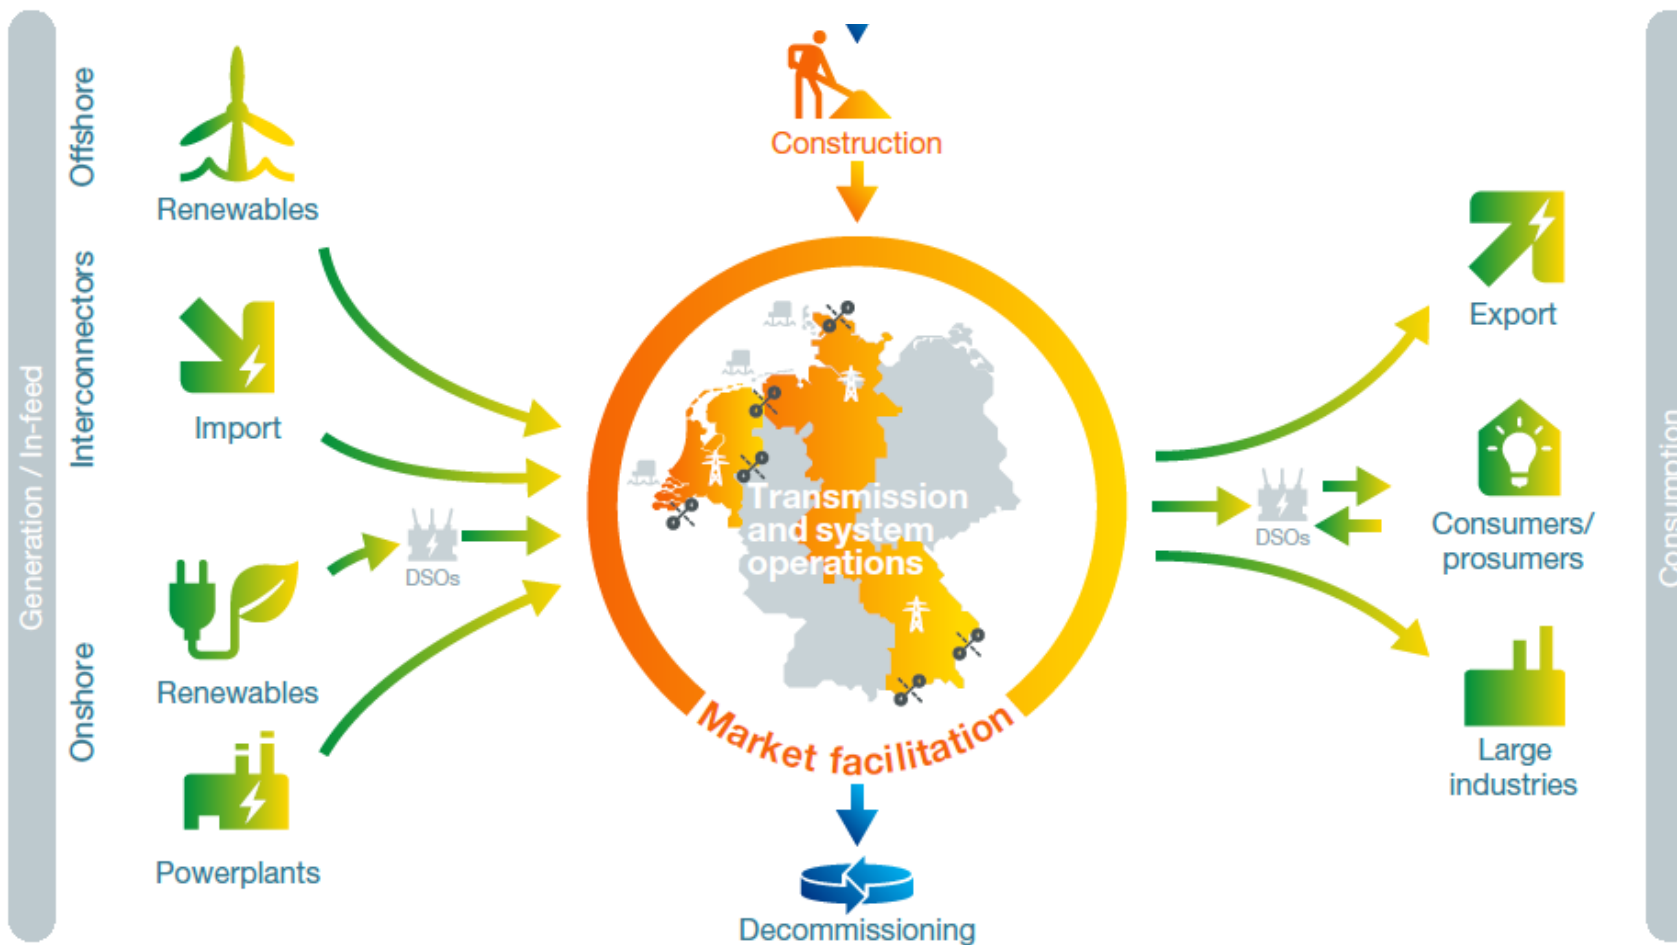 Generation / In-feed
Offshore
Interconnectors
Onshore
Renewables
Import
DSOs
Renewables
Powerplants
Construction
Transmission
and system
operations
Market facilitation
Decommissioning
Export
DSOs
Consumers/
prosumers
Large
industries
Consumption